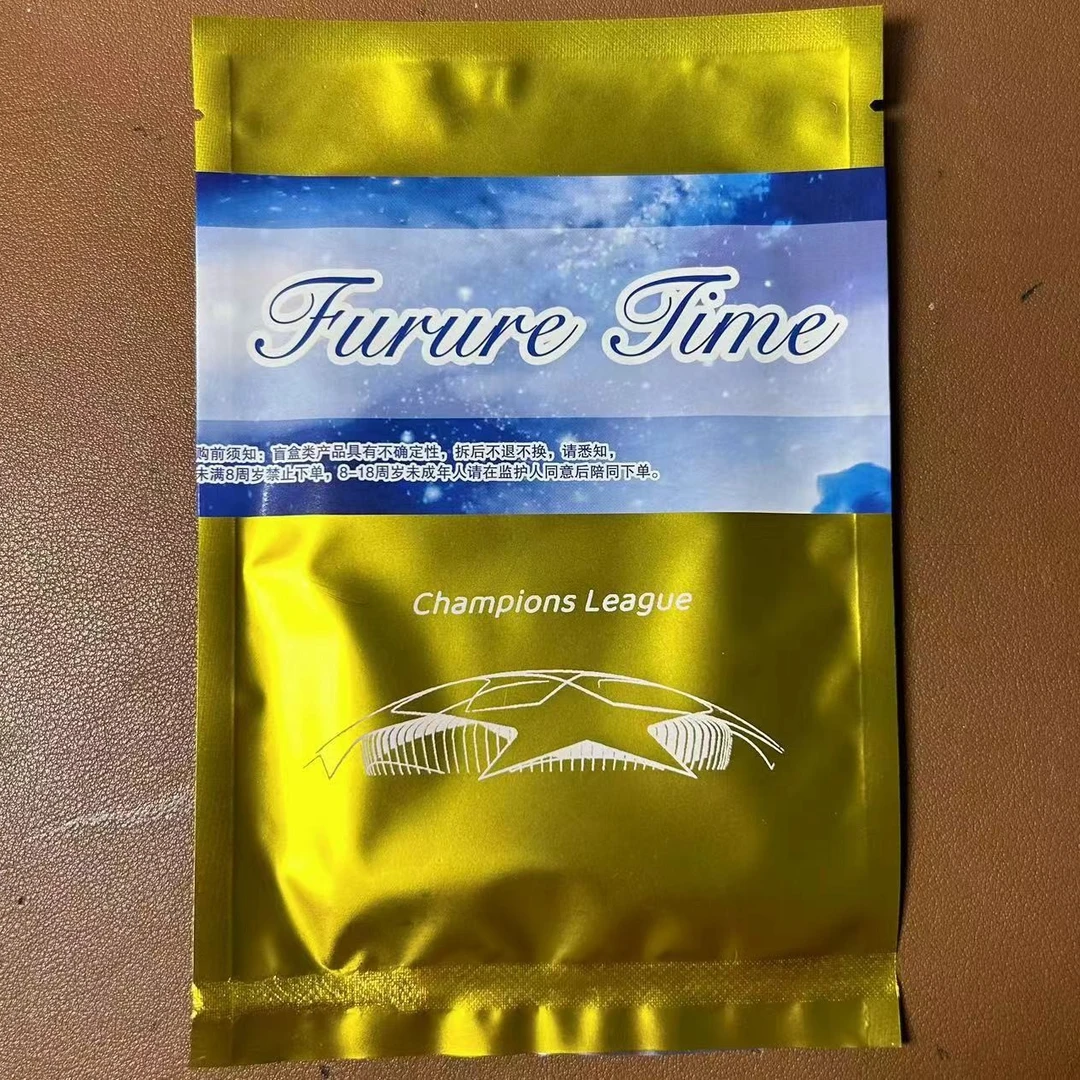 Furure Time
购前须知：盲盒类产品具有不确定性，拆后不退不换，请悉知，
未满8周岁禁止下单，8-18周岁未成年人请在监护人同意后陪同下单。
Champions League